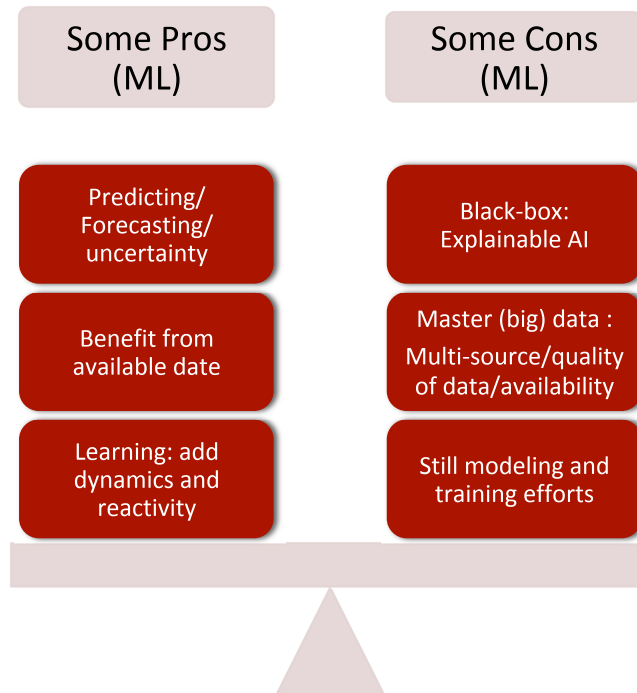 Some Pros
(ML)
Some Cons
(ML)
Predicting/
Forecasting/
uncertainty
Benefit from
available date
Learning: add
dynamics and
reactivity
Black-box:
Explainable AI
Master (big) data :
Multi-source/quality
of data/availability
Still modeling and
training efforts